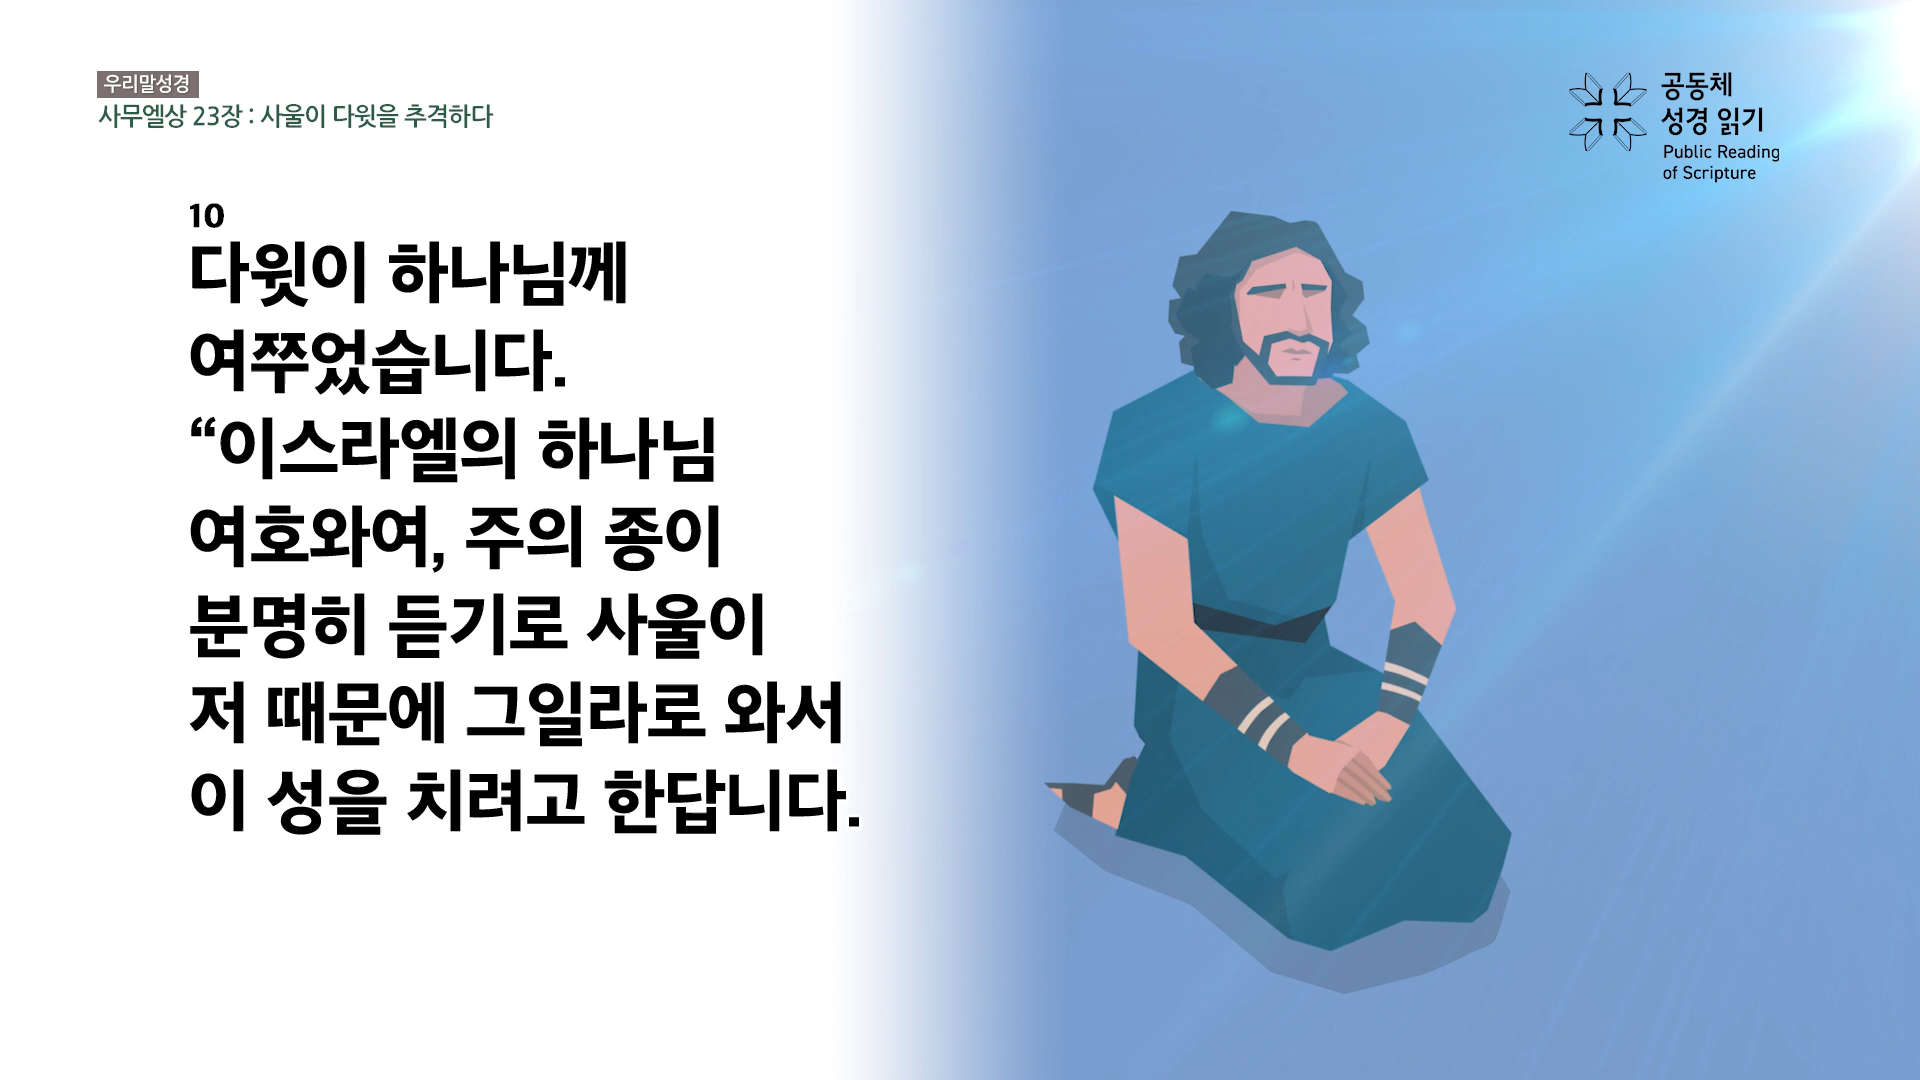 우리말성경
사무엘상 23장 : 사울이 다윗을 추격하다
공동체
성경 읽기
Public Reading
of Scripture
10
다윗이 하나님께
여쭈었습니다.
“이스라엘의 하나님
여호와여, 주의 종이
분명히 듣기로 사울이
저 때문에 그일라로 와서
이 성을 치려고 한답니다.